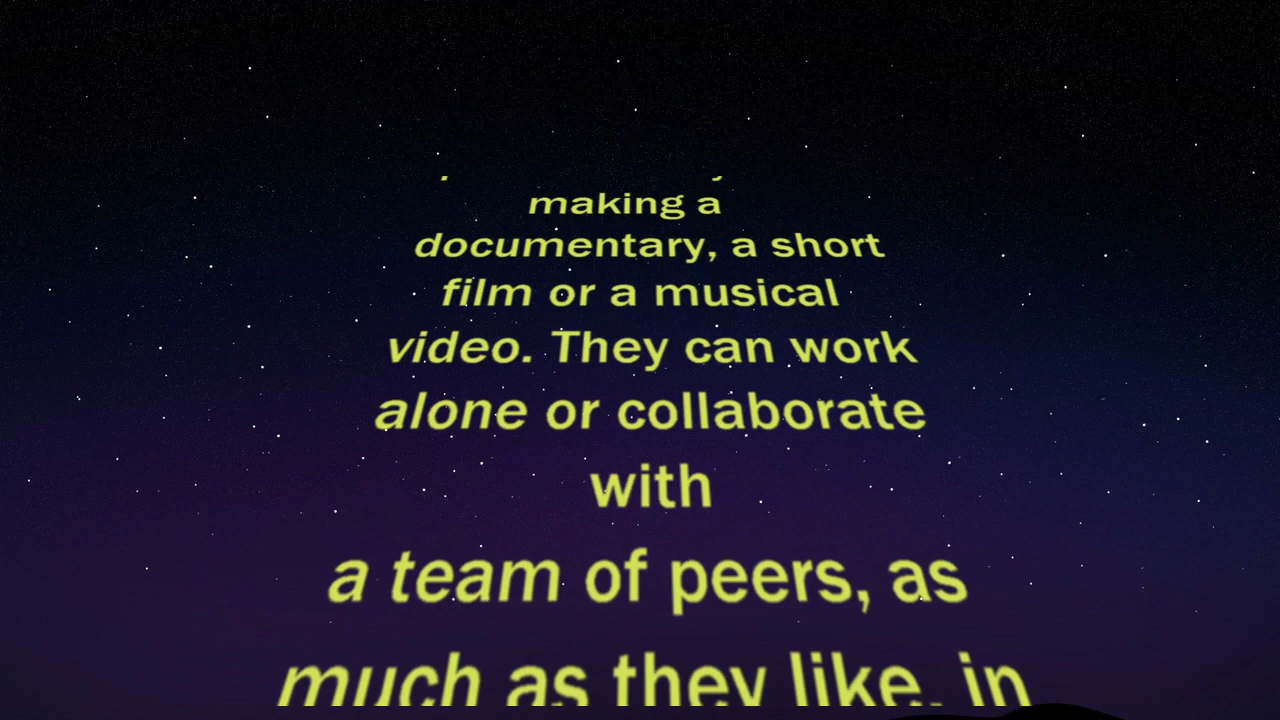 making a
documentary, a short
film or a musical
video. They can work
alone or collaborate
with
a team of peers, as
much as they like, in